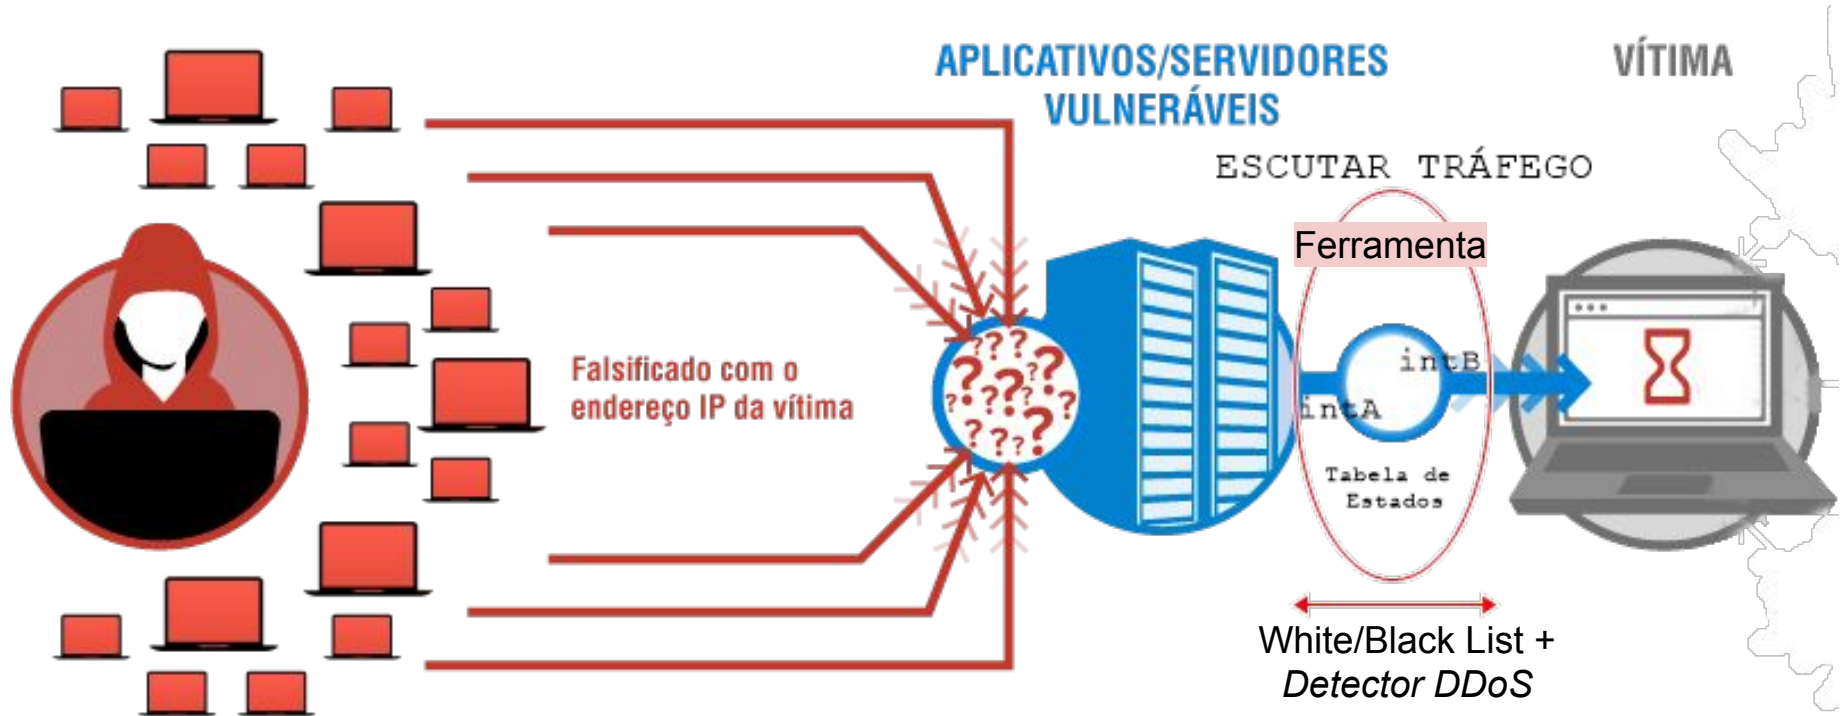 APLICATIVOS/SERVIDORES
VULNERÁVEIS
VÍTIMA
ESCUTAR TRÁFEGO
Ferramenta
Falsificado com o
endereço IP da vítima
???
? ?
?
???
? ?
? ?
???
intB
intA
Tabela de
Estados
White/Black List +
Detector DDoS